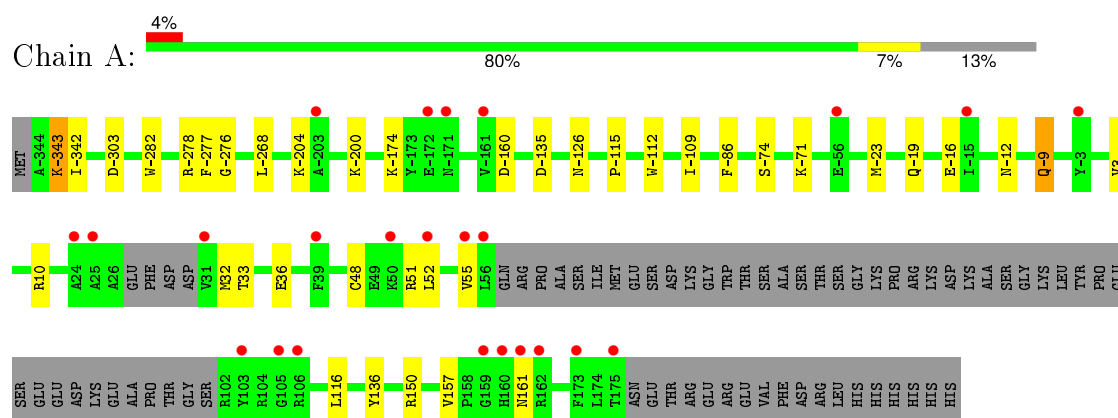 4%
Chain A:
80% 7% 13%
MET A-344 K-343 I-342 D-303 W-282 R-278 F-277 G-276 L-268 K-204 A-203 K-200 K-174 Y-173 E-172 N-171 V-161 D-160 D-135 N-126 P-115 W-112 I-109 F-86 S-74 K-71 E-56 M-23 Q-19 E-16 I-15 N-12 Q-9 Y-3 V3
R10 A24 A25 A26 GLU PHE ASP ASP V31 M32 T33 E36 F39 C48 E49 K50 R51 L52 V55 L56 GLN ARG PRO ALA SER ILE MET GLU SER ASP LYS GLY TRP THR SER ALA SER THR SER GLY LYS PRO ARG LYS ASP LYS ALA SER GLY LYS LEU TYR PRO GLU
SER GLU GLU ASP LYS GLU ALA PRO THR GLY SER R102 Y103 R104 G105 R106 L116 Y136 R150 V157 P158 G159 H160 N161 R162 F173 L174 T175 ASN GLU THR ARG GLU ARG GLU VAL PHE ASP ARG LEU HIS HIS HIS HIS HIS HIS